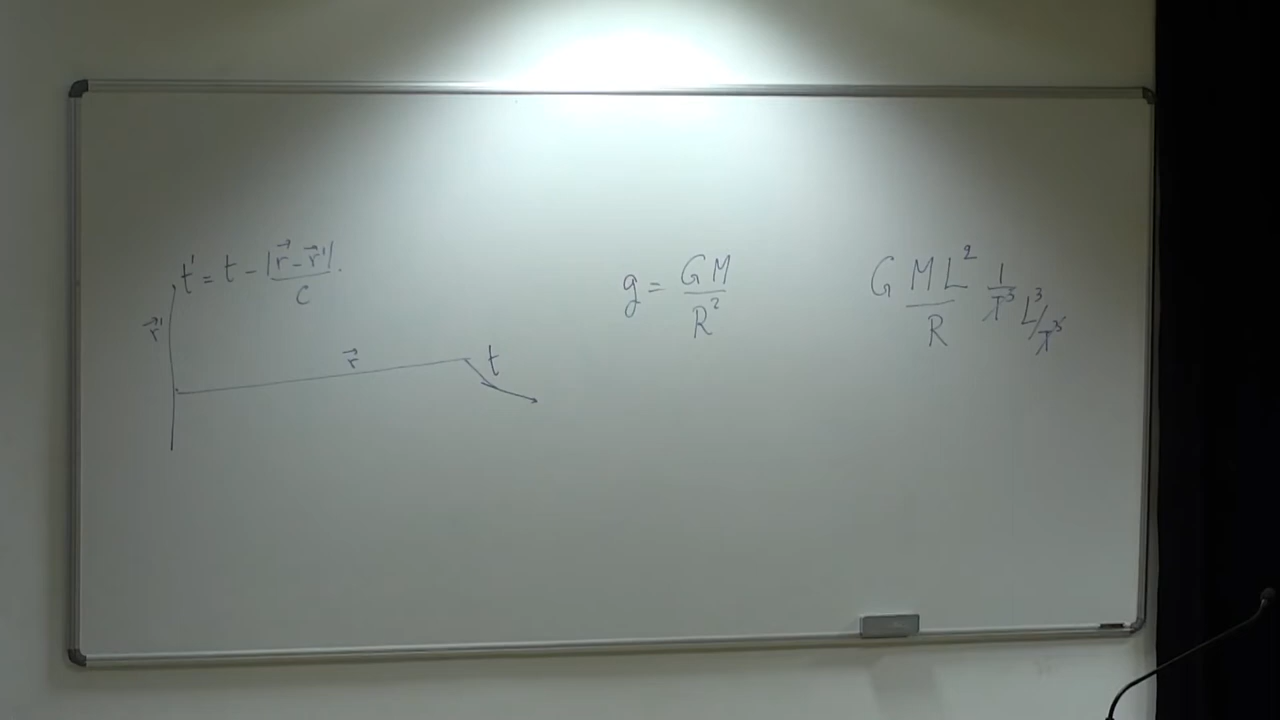 t' = t - |r⃗ - r⃗'| / c.
r⃗'
r⃗
t
g = GM / R²
G ML² / R 1 / T³ L³/T³